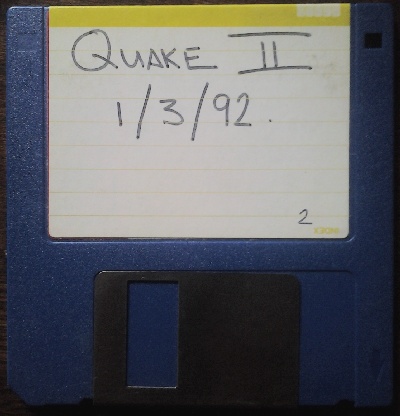 QUAKE II
1/3/92.
2